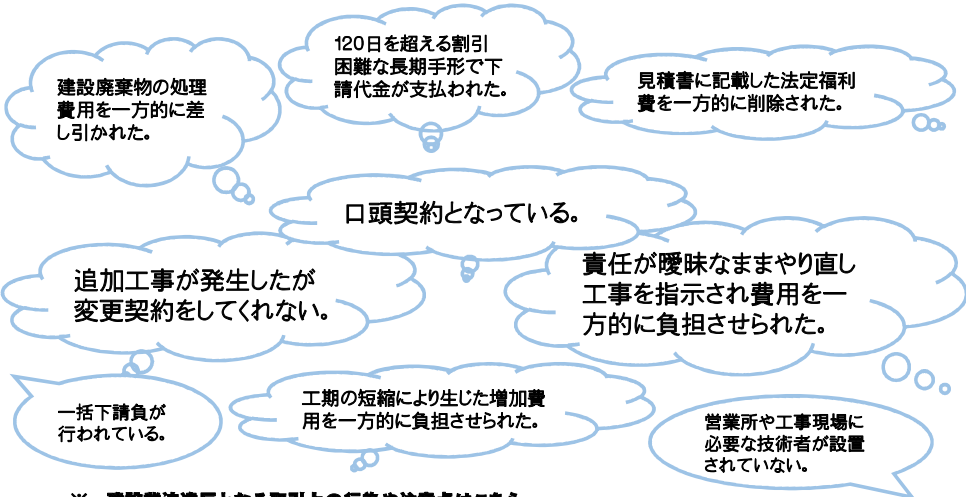 120日を超える割引
困難な長期手形で下
請代金が支払われた。
建設廃棄物の処理
費用を一方的に差
し引かれた。
見積書に記載した法定福利
費を一方的に削除された。
口頭契約となっている。
追加工事が発生したが
変更契約をしてくれない。
責任が曖昧なままやり直し
工事を指示され費用を一
方的に負担させられた。
一括下請負が
行われている。
工期の短縮により生じた増加費
用を一方的に負担させられた。
営業所や工事現場に
必要な技術者が設置
されていない。